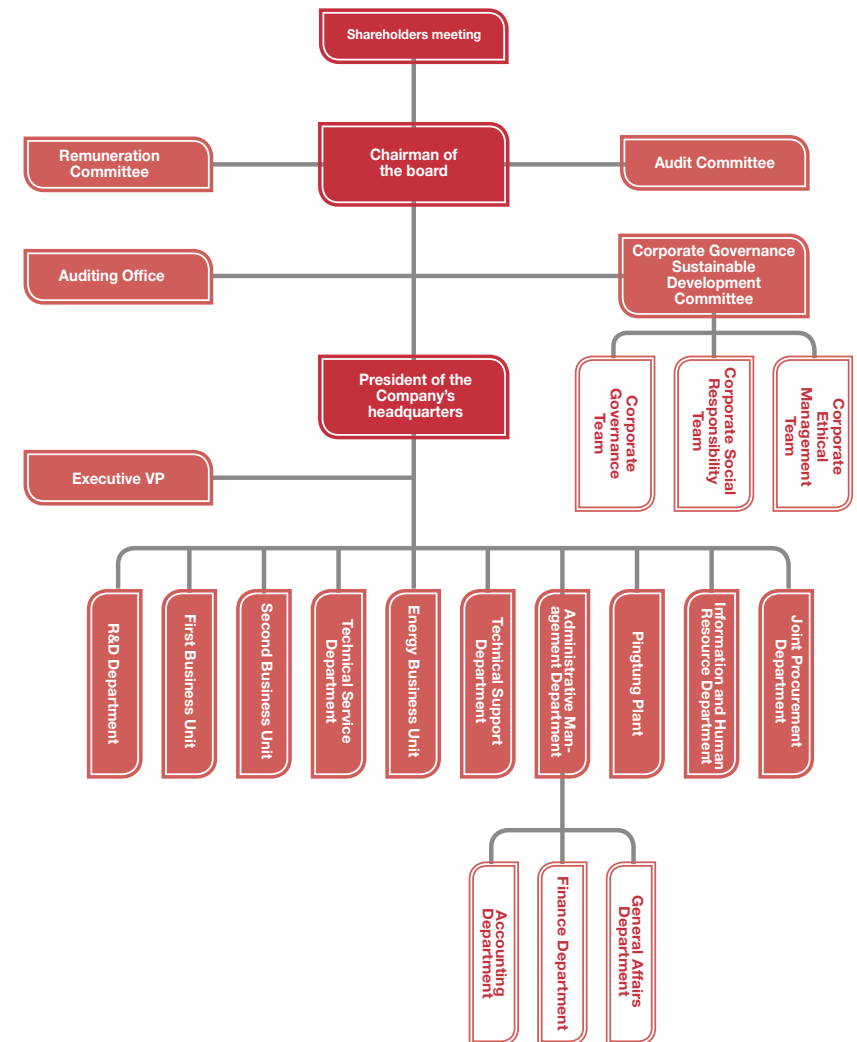 Shareholders meeting
Remuneration
Committee
Chairman of
the board
Audit Committee
Auditing Office
Corporate Governance
Sustainable
Development
Committee
President of the
Company's
headquarters
Corporate
Governance
Team
Corporate Social
Responsibility
Team
Corporate
Ethical
Management
Team
Executive VP
R&D Department
First Business Unit
Second Business Unit
Technical Service
Department
Energy Business Unit
Technical Support
Department
Administrative Man-
agement Department
Pingtung Plant
Information and Human
Resource Department
Joint Procurement
Department
Accounting
Department
Finance Department
General Affairs
Department